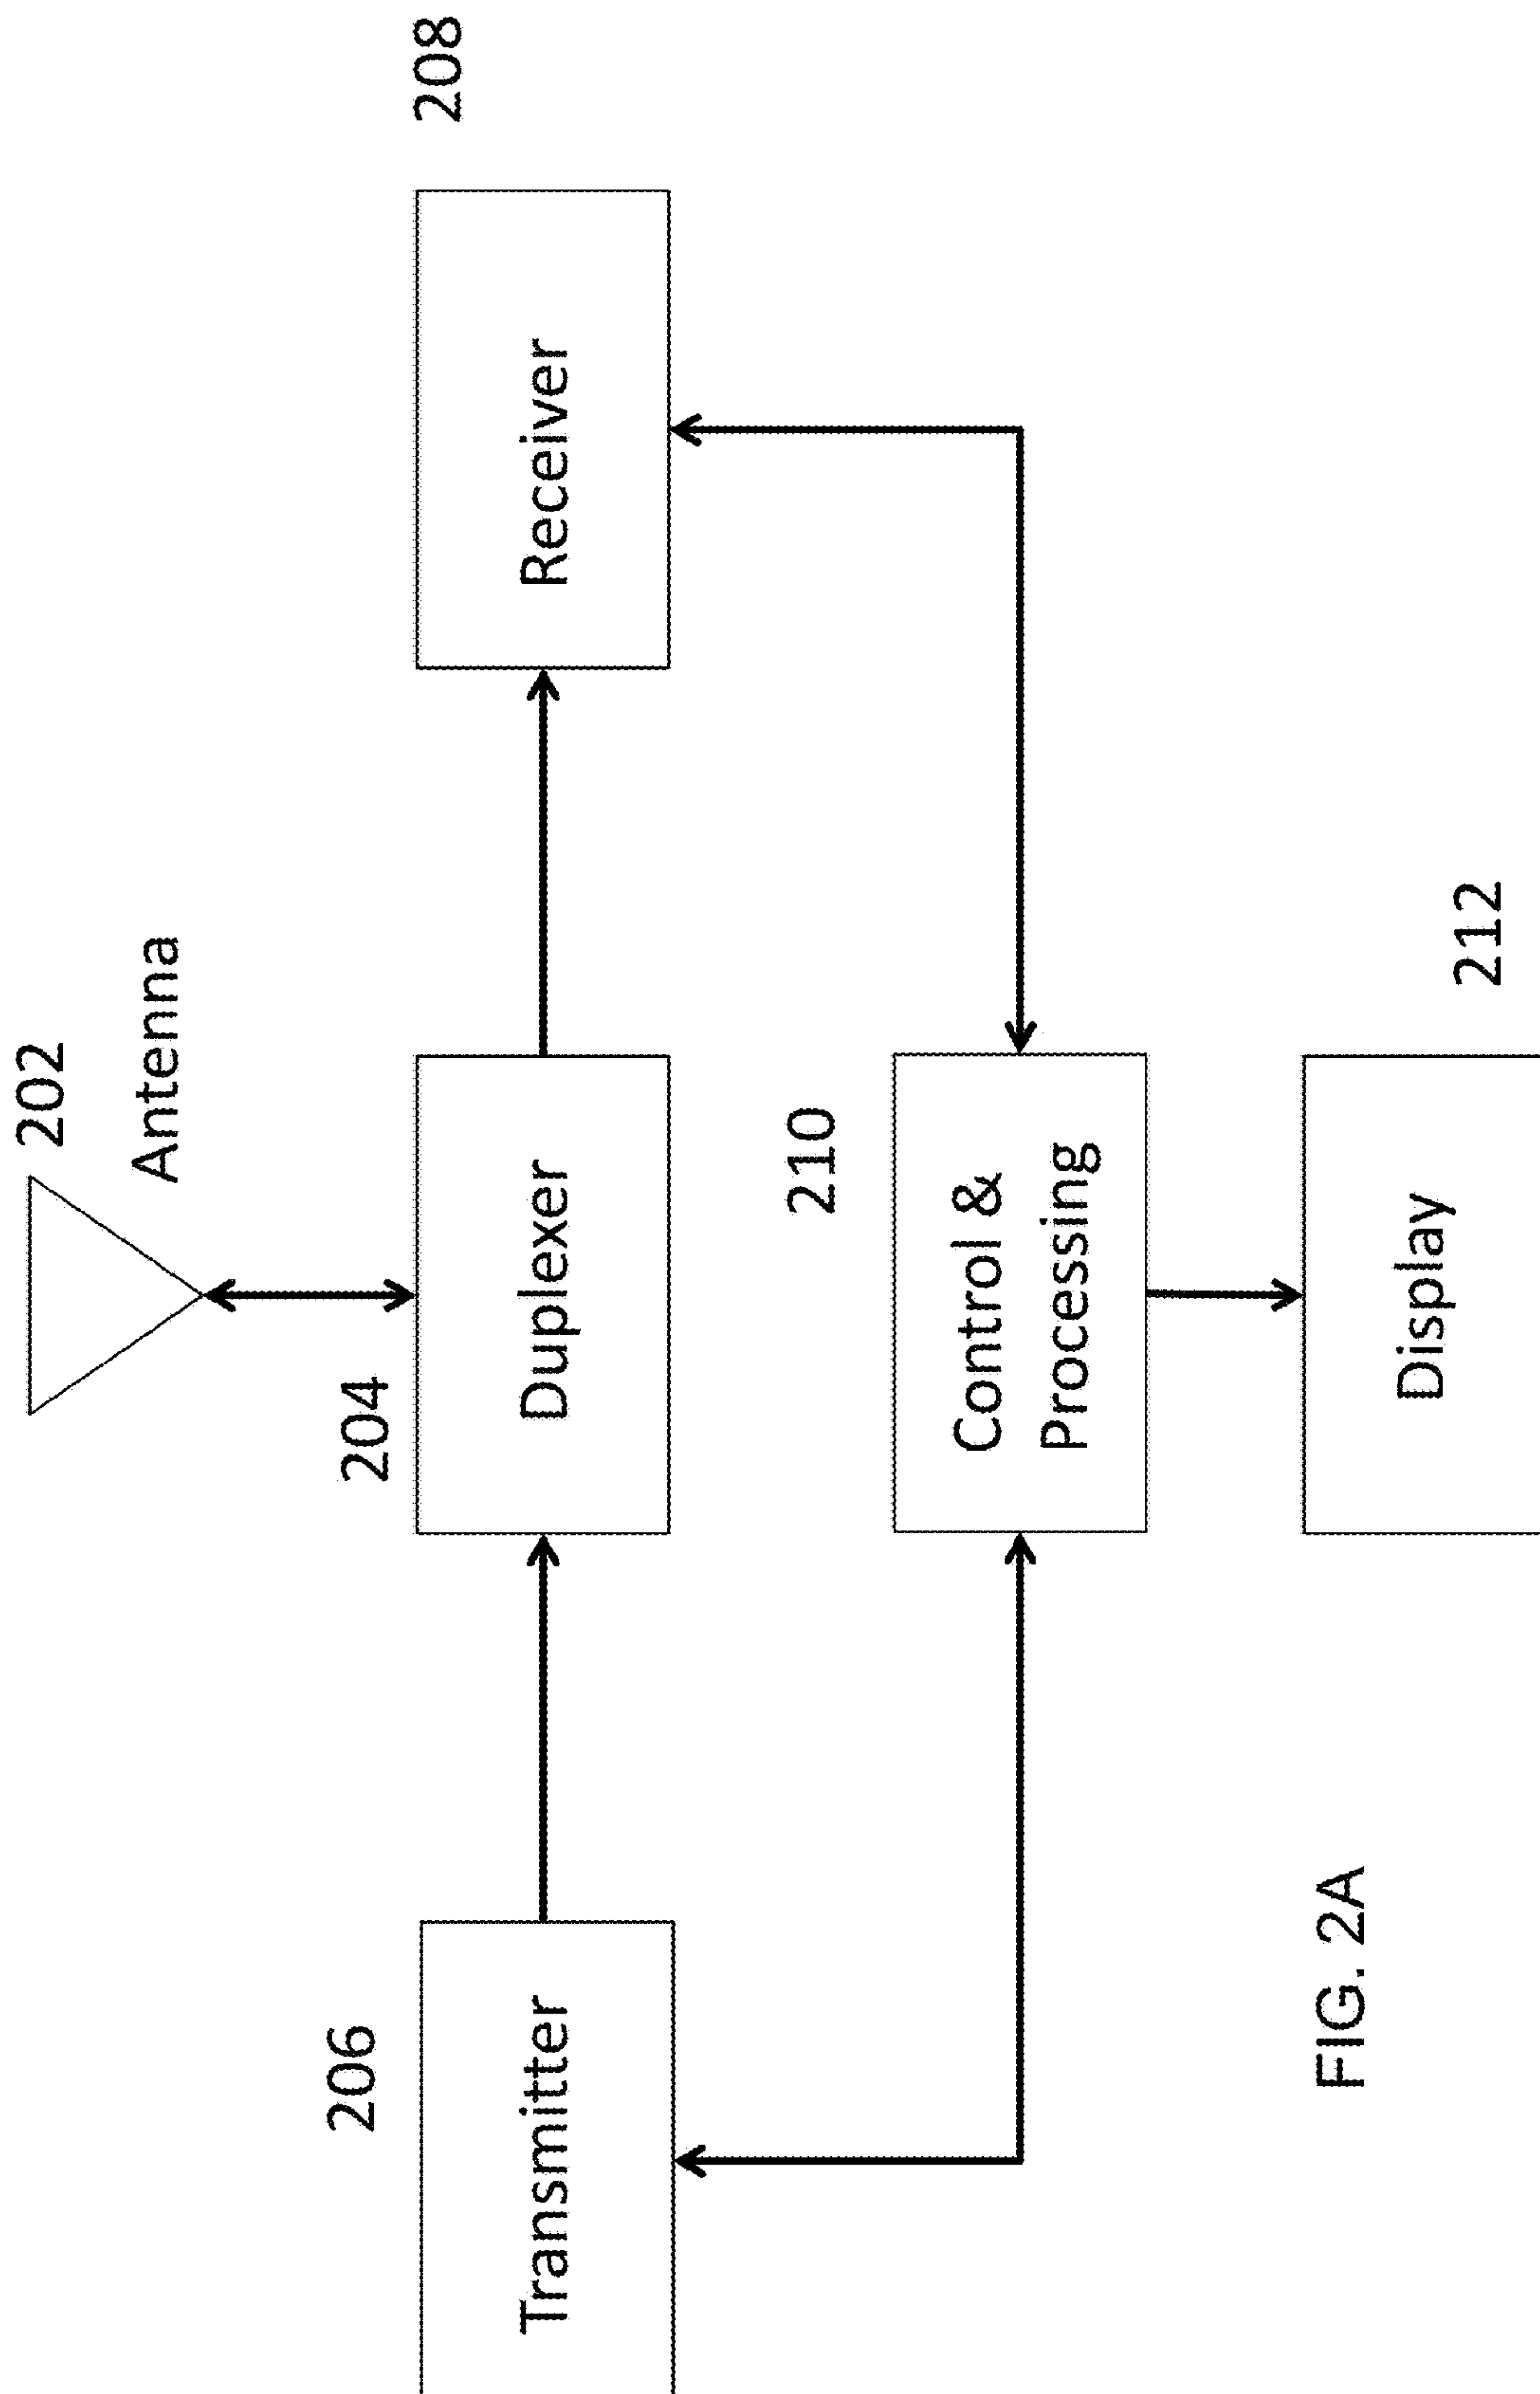 202
Antenna
204
206
208
Transmitter
Duplexer
Receiver
210
Control &
Processing
212
Display
FIG. 2A